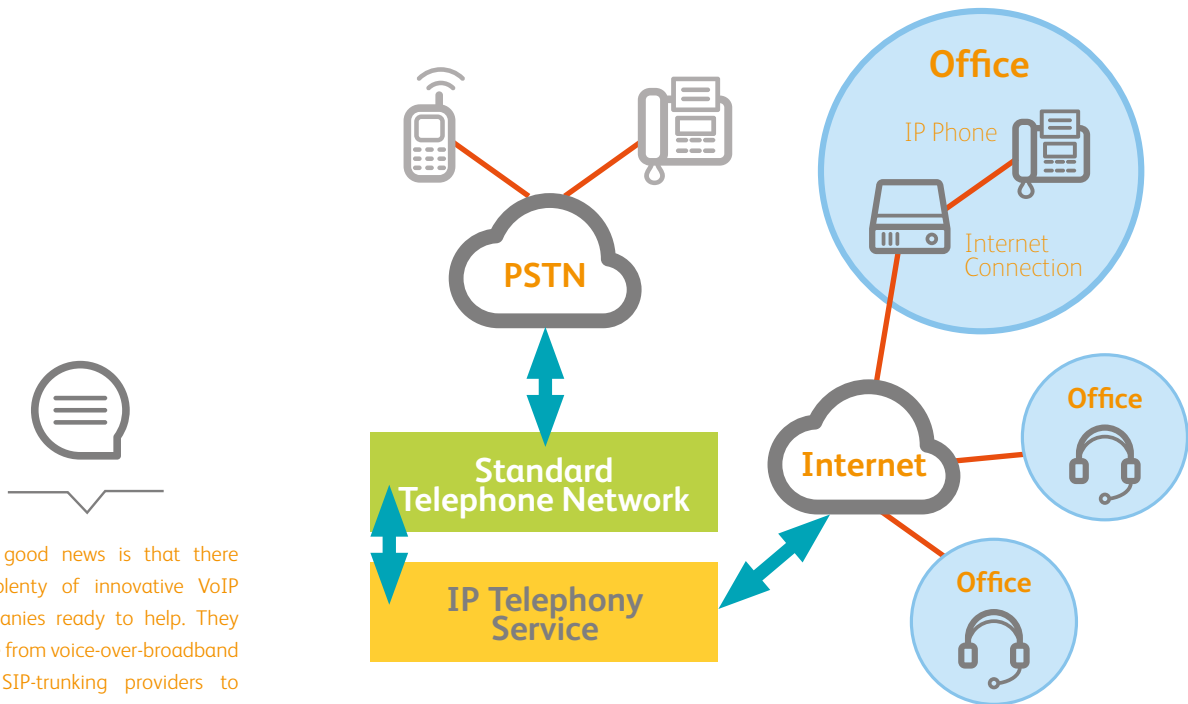 Office
IP Phone
Internet
Connection
PSTN
Standard
Telephone Network
IP Telephony
Service
Internet
Office
Office
good news is that there
plenty of innovative VoIP
anies ready to help. They
from voice-over-broadband
SIP-trunking providers to